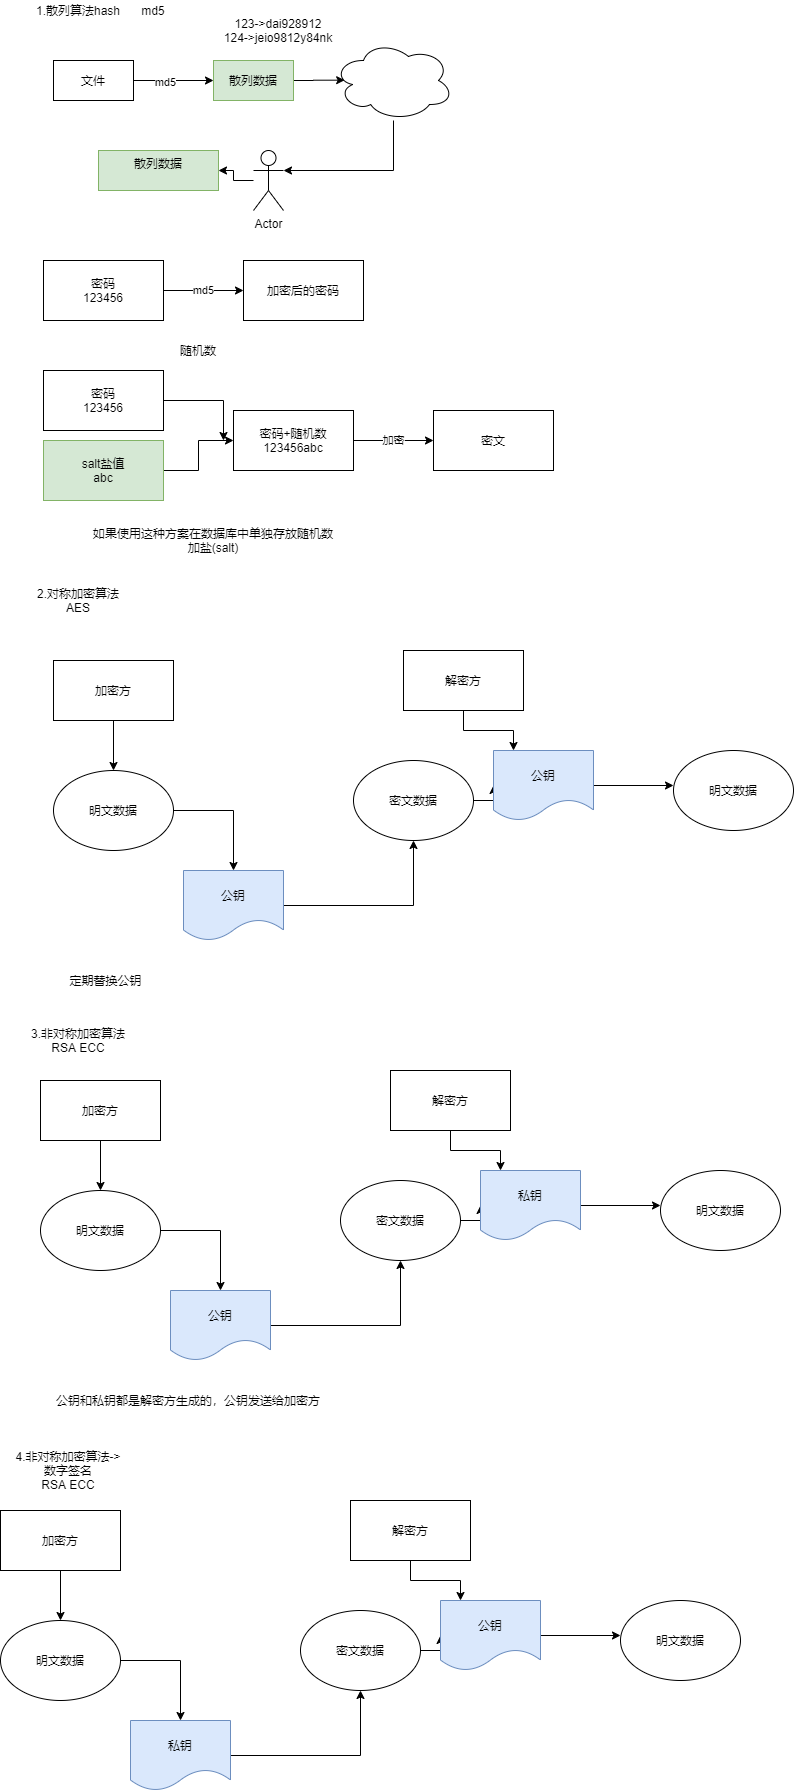 1.散列算法hash md5
123->dai928912
124->jeio9812y84nk
文件
md5
散列数据
散列数据
Actor
密码
123456
md5
加密后的密码
随机数
密码
123456
密码+随机数
123456abc
加密
密文
salt盐值
abc
如果使用这种方案在数据库中单独存放随机数
加盐(salt)
2.对称加密算法
AES
加密方
解密方
明文数据
密文数据
公钥
明文数据
公钥
定期替换公钥
3.非对称加密算法
RSA ECC
加密方
解密方
明文数据
密文数据
私钥
明文数据
公钥
公钥和私钥都是解密方生成的，公钥发送给加密方
4.非对称加密算法->
数字签名
RSA ECC
加密方
解密方
明文数据
密文数据
公钥
明文数据
私钥